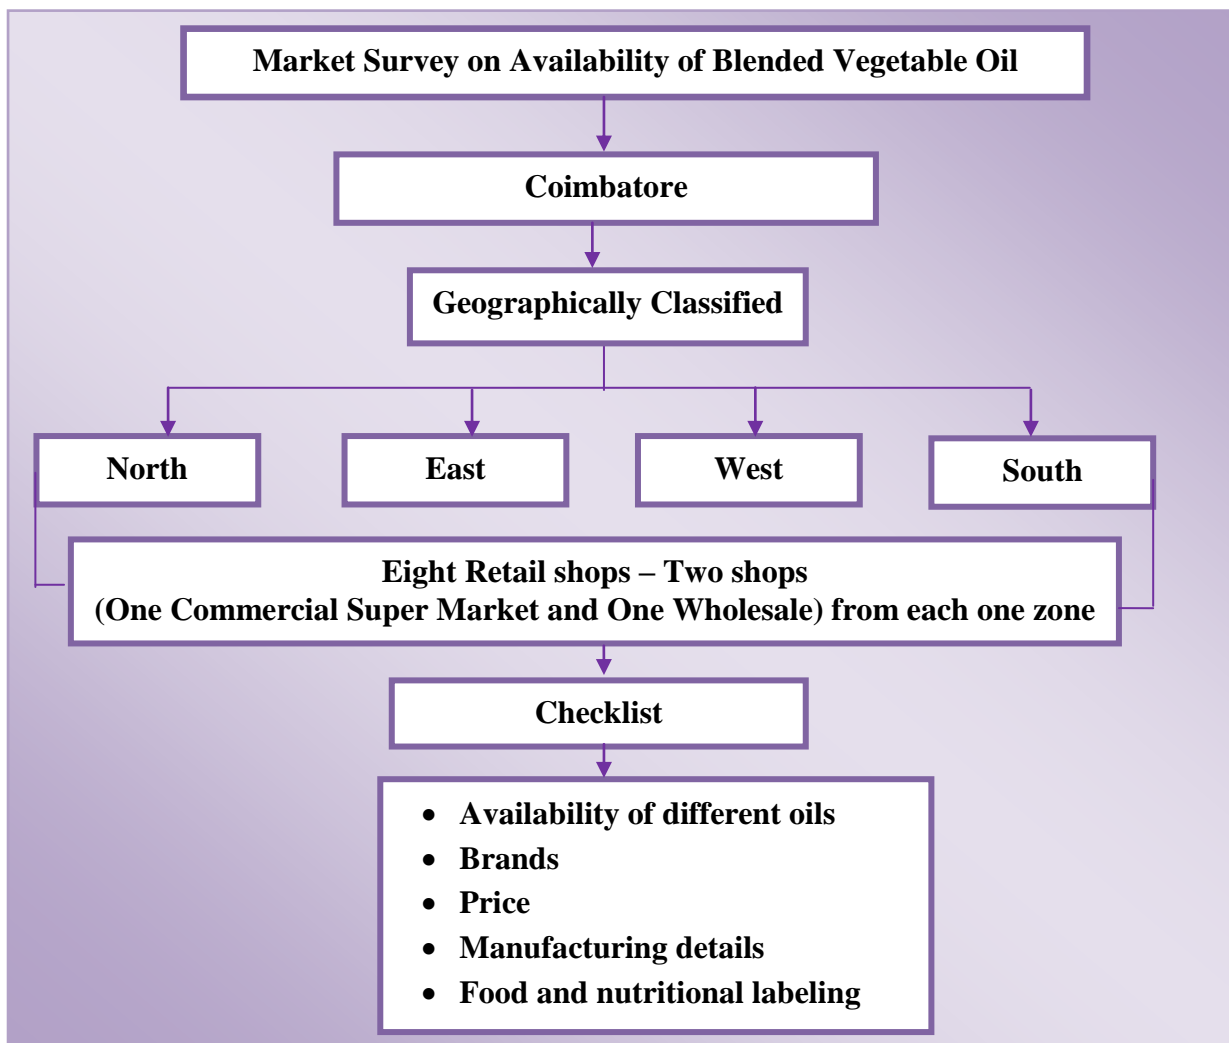 Market Survey on Availability of Blended Vegetable Oil
Coimbatore
Geographically Classified
North
East
West
South
Eight Retail shops – Two shops
(One Commercial Super Market and One Wholesale) from each one zone
Checklist
• Availability of different oils
• Brands
• Price
• Manufacturing details
• Food and nutritional labeling